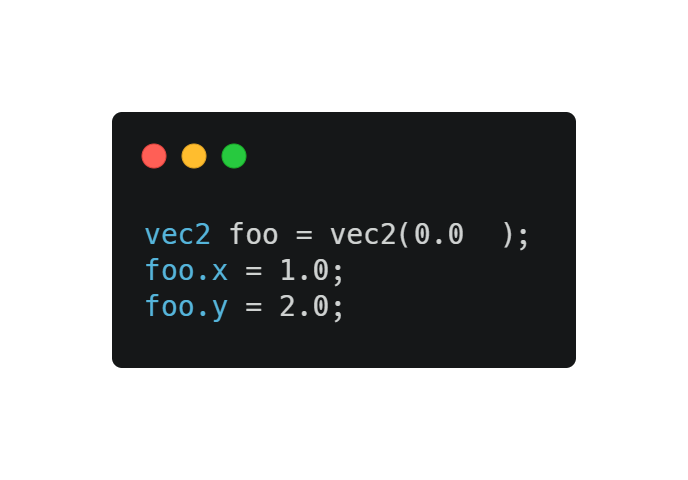 vec2 foo = vec2(0.0  );
foo.x = 1.0;
foo.y = 2.0;